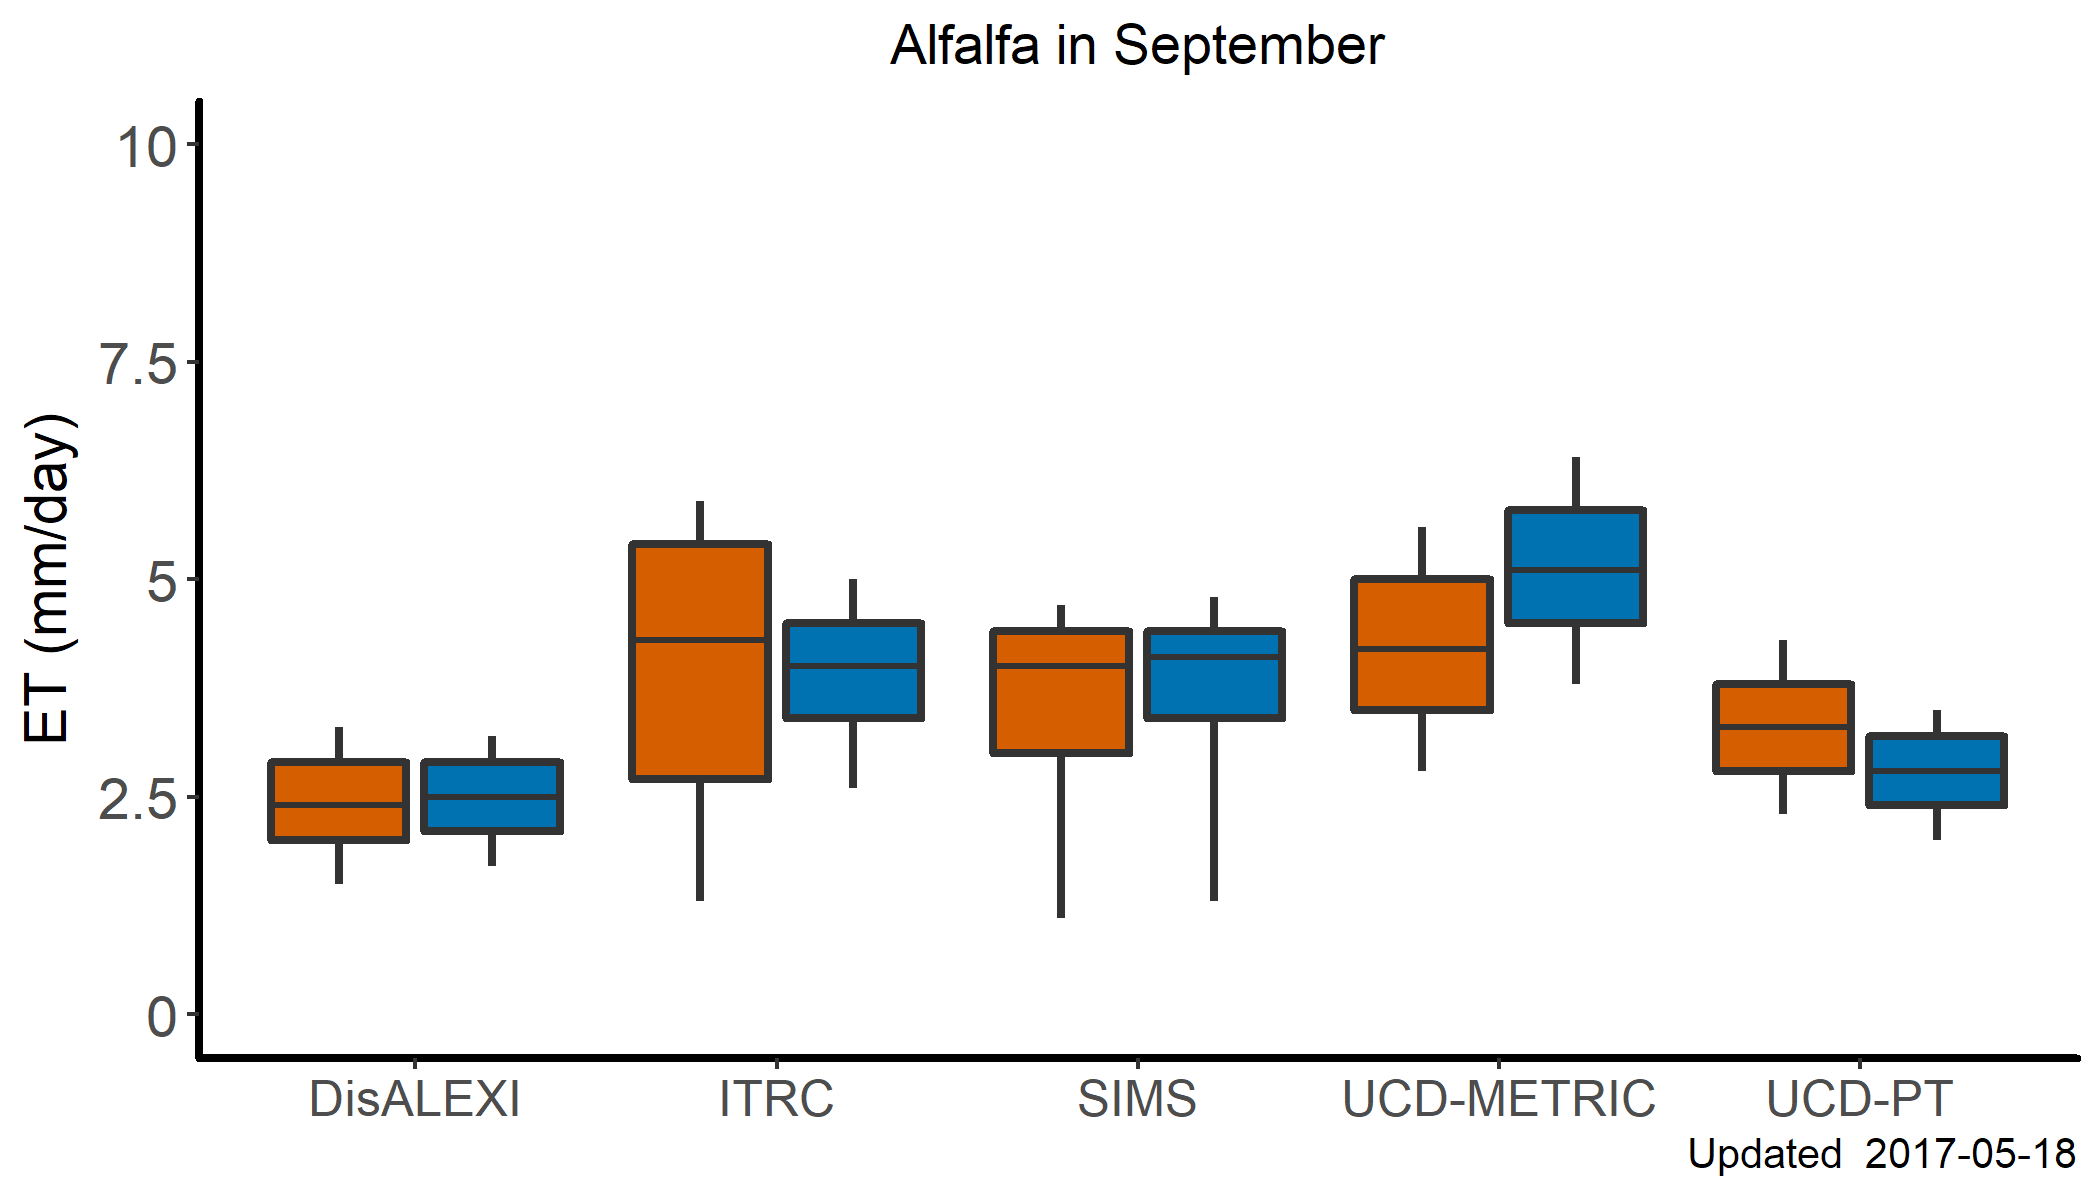 Alfalfa in September
10
7.5
5
2.5
0
ET (mm/day)
DisALEXI ITRC SIMS UCD-METRIC UCD-PT
Updated 2017-05-18